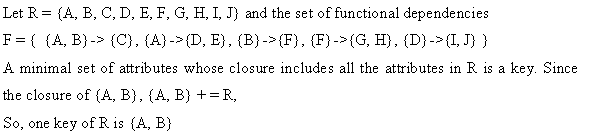 Let R = {A, B, C, D, E, F, G, H, I, J} and the set of functional dependencies
F = { {A, B}-> {C}, {A}->{D, E}, {B}->{F}, {F}->{G, H}, {D}->{I, J} }
A minimal set of attributes whose closure includes all the attributes in R is a key. Since
the closure of {A, B}, {A, B} + = R,
So, one key of R is {A, B}